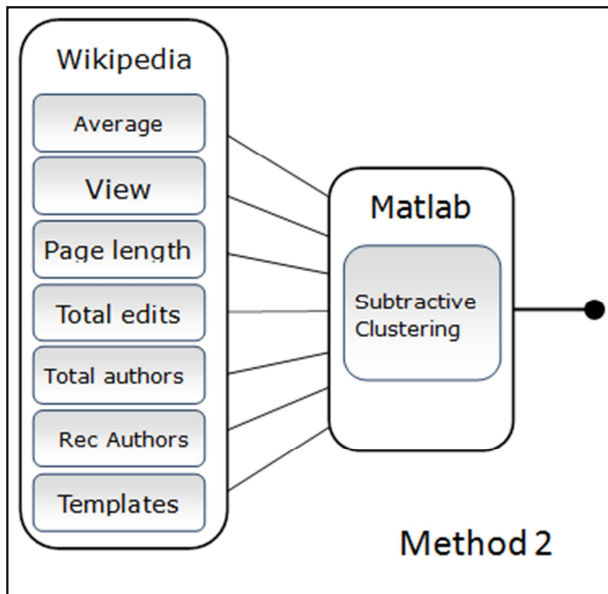 Wikipedia
Average
View
Page length
Total edits
Total authors
Rec Authors
Templates
Matlab
Subtractive
Clustering
Method 2